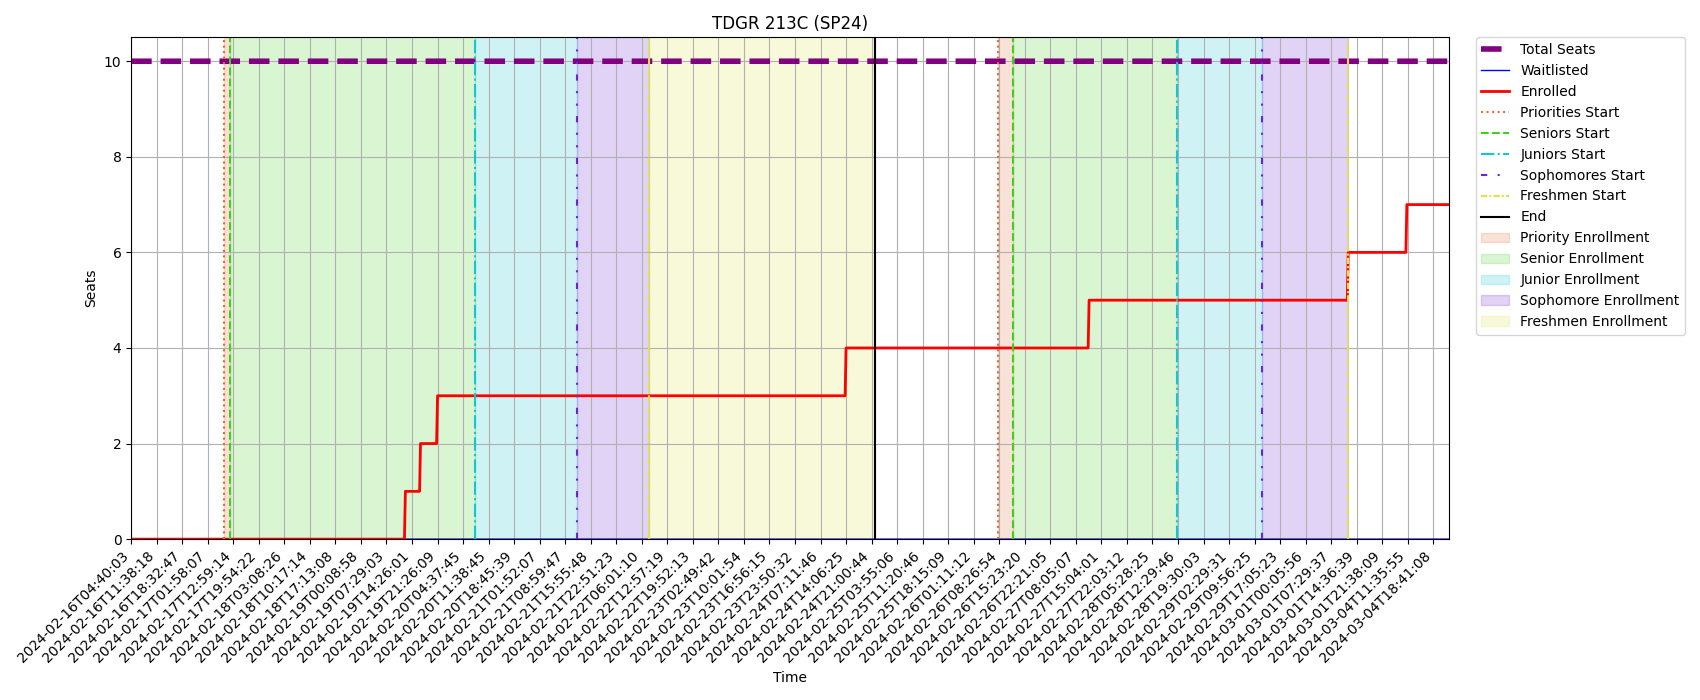 TDGR 213C (SP24)
10
8
6
4
2
0
Seats
2024-02-16T04:40:03
2024-02-16T11:38:18
2024-02-16T18:32:47
2024-02-17T01:58:07
2024-02-17T12:59:14
2024-02-17T19:54:22
2024-02-18T03:08:26
2024-02-18T10:17:14
2024-02-18T17:13:08
2024-02-19T00:08:58
2024-02-19T07:29:03
2024-02-19T14:26:01
2024-02-19T21:26:09
2024-02-20T04:37:45
2024-02-20T11:38:45
2024-02-20T18:45:39
2024-02-21T01:52:07
2024-02-21T08:59:47
2024-02-21T15:55:48
2024-02-21T22:51:23
2024-02-22T06:01:10
2024-02-22T12:57:19
2024-02-22T19:52:13
2024-02-23T02:49:42
2024-02-23T10:01:54
2024-02-23T16:56:15
2024-02-23T23:50:32
2024-02-24T07:11:46
2024-02-24T14:06:25
2024-02-24T21:00:44
2024-02-25T03:55:06
2024-02-25T11:20:46
2024-02-25T18:15:09
2024-02-26T01:11:12
2024-02-26T08:26:54
2024-02-26T15:23:20
2024-02-26T22:21:05
2024-02-27T08:05:07
2024-02-27T15:04:01
2024-02-27T22:03:12
2024-02-28T05:28:25
2024-02-28T12:29:46
2024-02-28T19:30:03
2024-02-29T02:29:31
2024-02-29T09:56:25
2024-02-29T17:05:23
2024-03-01T00:05:56
2024-03-01T07:29:37
2024-03-01T14:36:39
2024-03-01T21:38:09
2024-03-04T11:35:55
2024-03-04T18:41:08
Time
Total Seats
Waitlisted
Enrolled
Priorities Start
Seniors Start
Juniors Start
Sophomores Start
Freshmen Start
End
Priority Enrollment
Senior Enrollment
Junior Enrollment
Sophomore Enrollment
Freshmen Enrollment